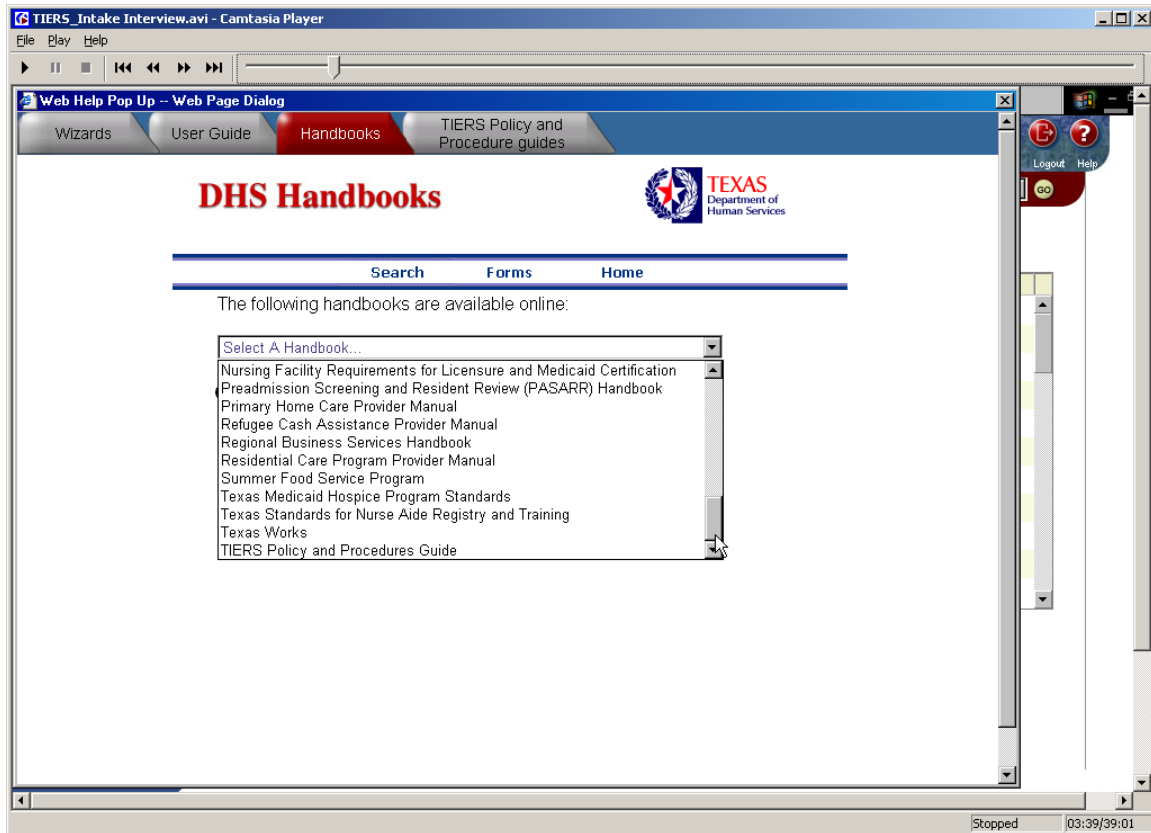 TIERS_Intake Interview.avi - Camtasia Player
File Play Help
Web Help Pop Up -- Web Page Dialog
Wizards
User Guide
Handbooks
TIERS Policy and
Procedure guides
Logout Help
GO
DHS Handbooks
TEXAS
Department of
Human Services
Search Forms Home
The following handbooks are available online:
Select A Handbook...
Nursing Facility Requirements for Licensure and Medicaid Certification
Preadmission Screening and Resident Review (PASARR) Handbook
Primary Home Care Provider Manual
Refugee Cash Assistance Provider Manual
Regional Business Services Handbook
Residential Care Program Provider Manual
Summer Food Service Program
Texas Medicaid Hospice Program Standards
Texas Standards for Nurse Aide Registry and Training
Texas Works
TIERS Policy and Procedures Guide
Stopped 03:39/39:01